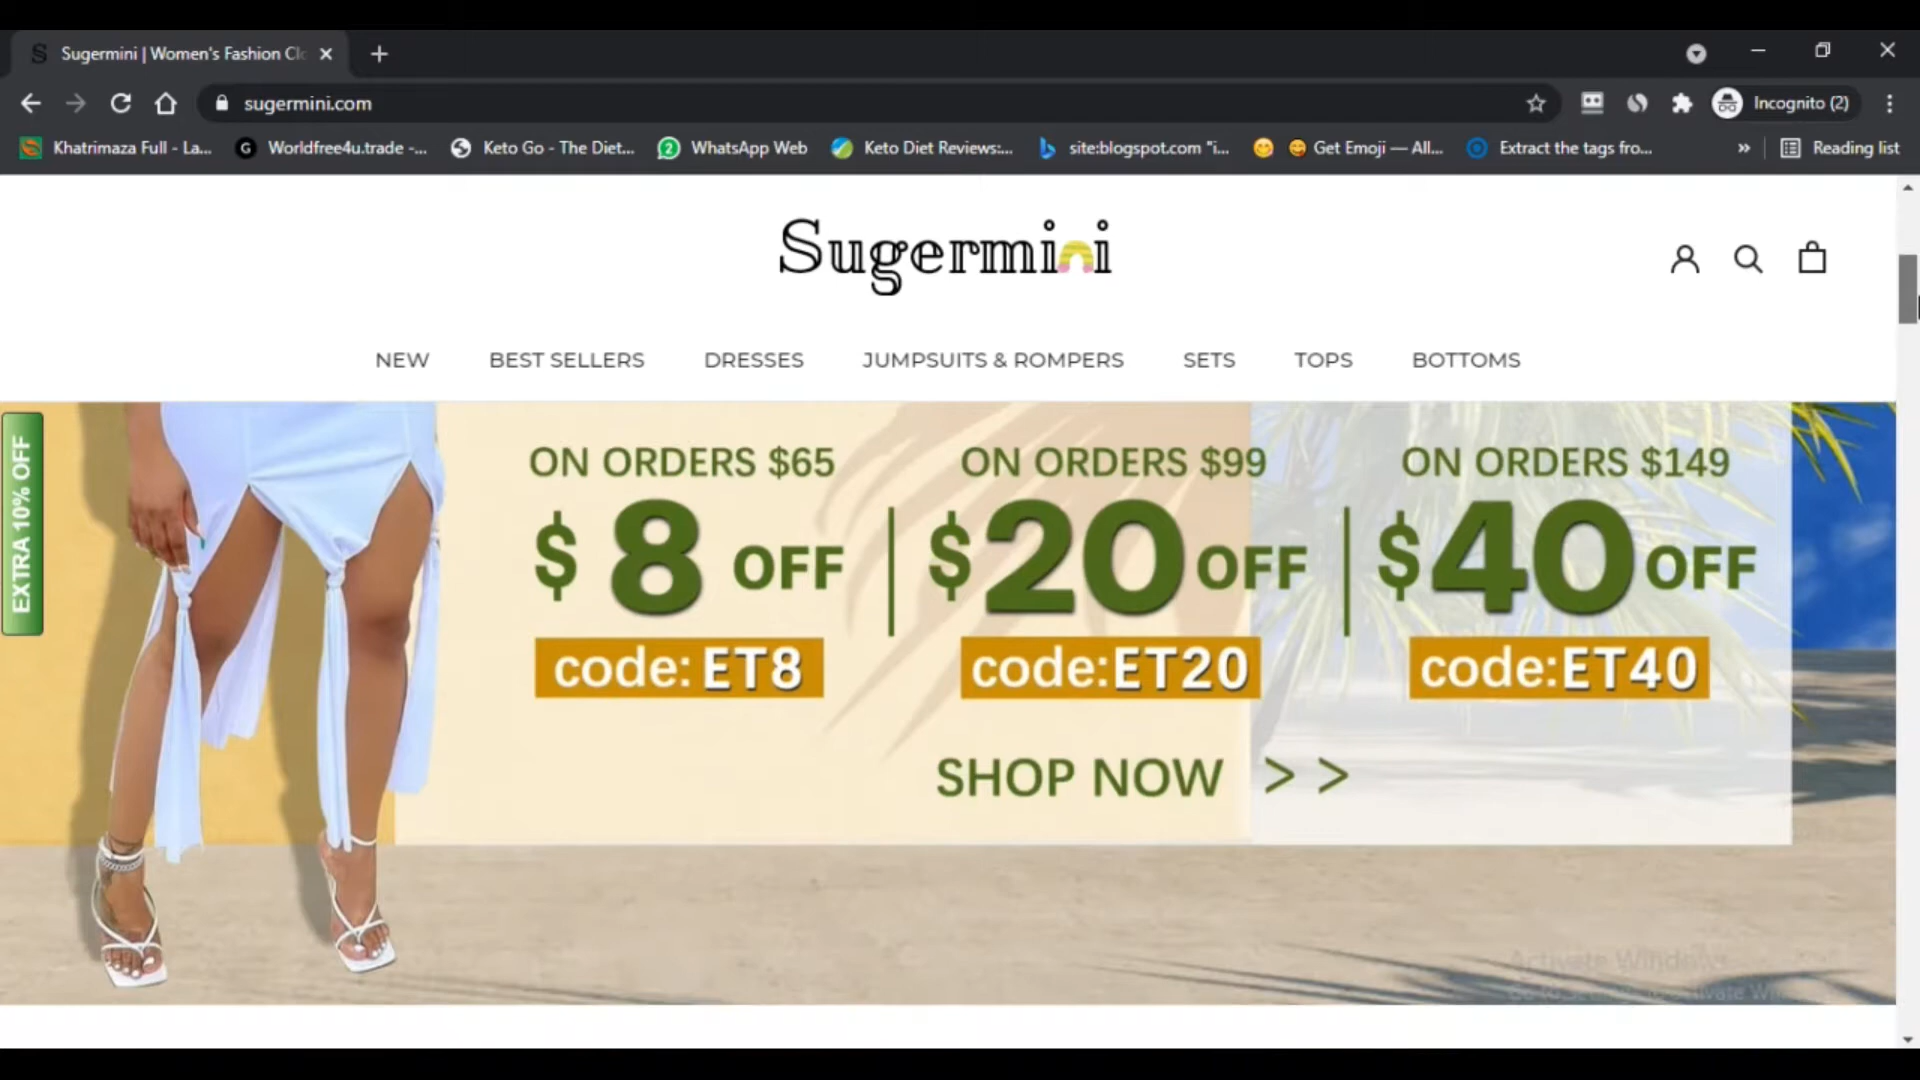 Sugermini | Women's Fashion Clo
sugermini.com
Incognito (2)
Khatrimaza Full - La...
Worldfree4u.trade -...
Keto Go - The Diet...
WhatsApp Web
Keto Diet Reviews:...
site:blogspot.com "i...
Get Emoji — All...
Extract the tags fro...
»
Reading list
Sugermini
NEW
BEST SELLERS
DRESSES
JUMPSUITS & ROMPERS
SETS
TOPS
BOTTOMS
EXTRA 10% OFF
ON ORDERS $65
$ 8 OFF
code: ET8
ON ORDERS $99
$20 OFF
code:ET20
ON ORDERS $149
$40 OFF
code:ET40
SHOP NOW >>
Activate Windows